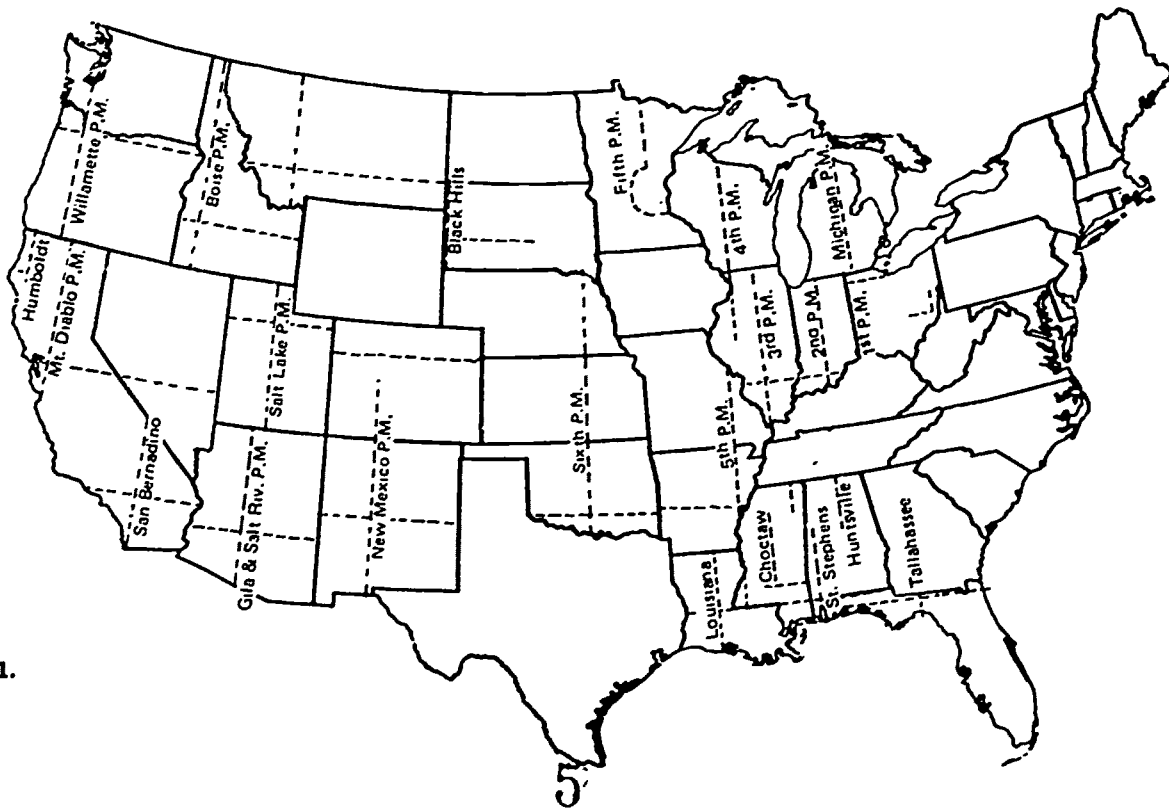 Willamette P.M.
Humboldt
Mt. Diablo P.M.
San Bernadino
Boise P.M.
Salt Lake P.M.
Gila & Salt Riv. P.M.
New Mexico P.M.
Black Hills
Sixth P.M.
Fifth P.M.
5th P.M.
4th P.M.
3rd P.M.
2nd P.M.
1st P.M.
Michigan P.M.
Louisiana
Choctaw
St. Stephens
Huntsville
Tallahassee
1.
5